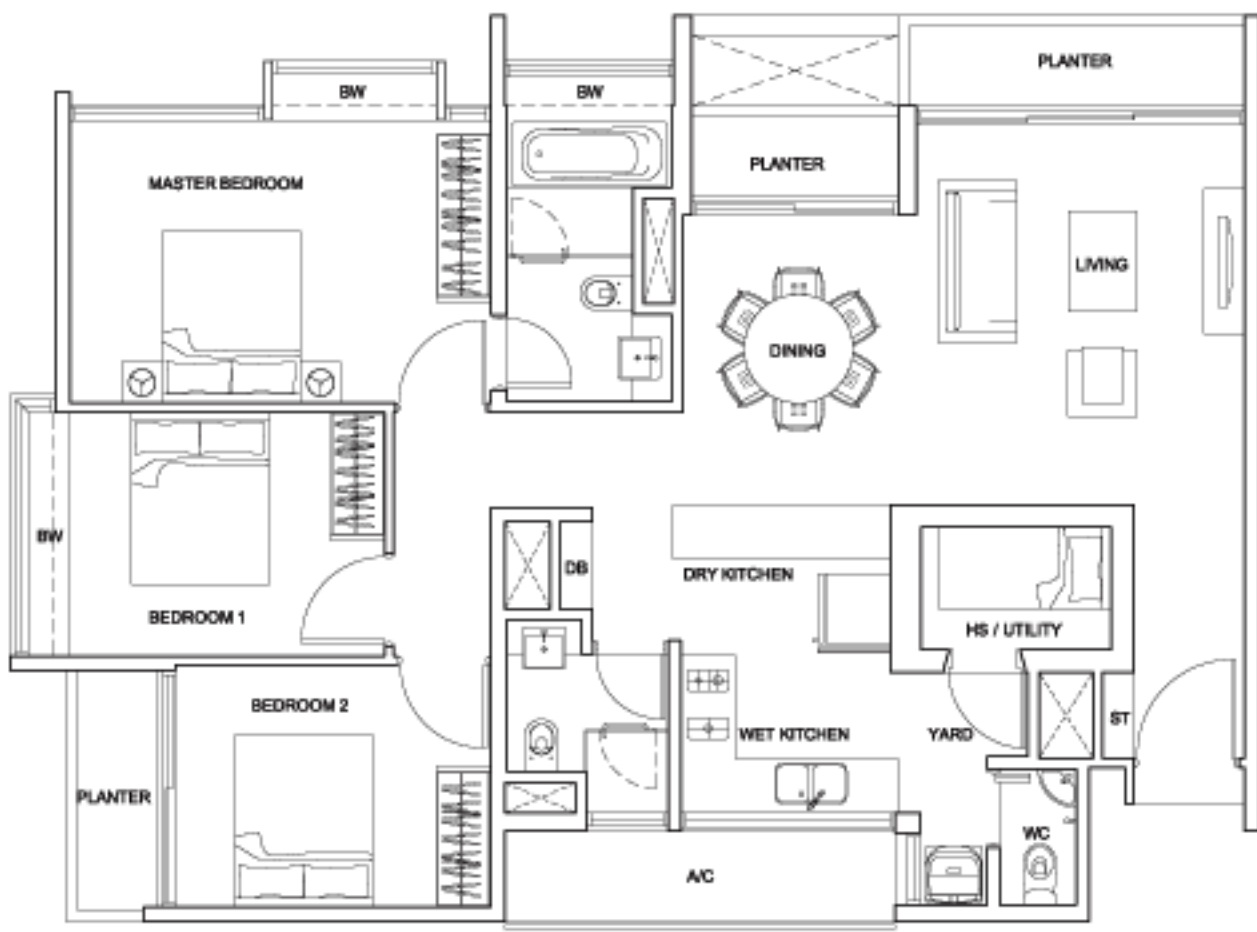 PLANTER
BW
BW
PLANTER
MASTER BEDROOM
LIVING
DINING
BW
DB
DRY KITCHEN
BEDROOM 1
HS / UTILITY
BEDROOM 2
ST
WET KITCHEN
YARD
PLANTER
WC
A/C